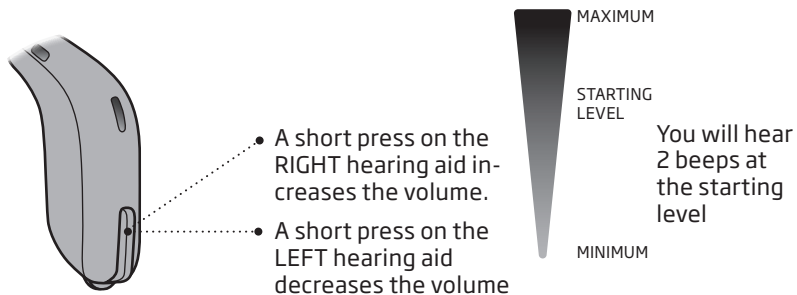 A short press on the
RIGHT hearing aid in-
creases the volume.
A short press on the
LEFT hearing aid
decreases the volume
MAXIMUM
STARTING
LEVEL
MINIMUM
You will hear
2 beeps at
the starting
level